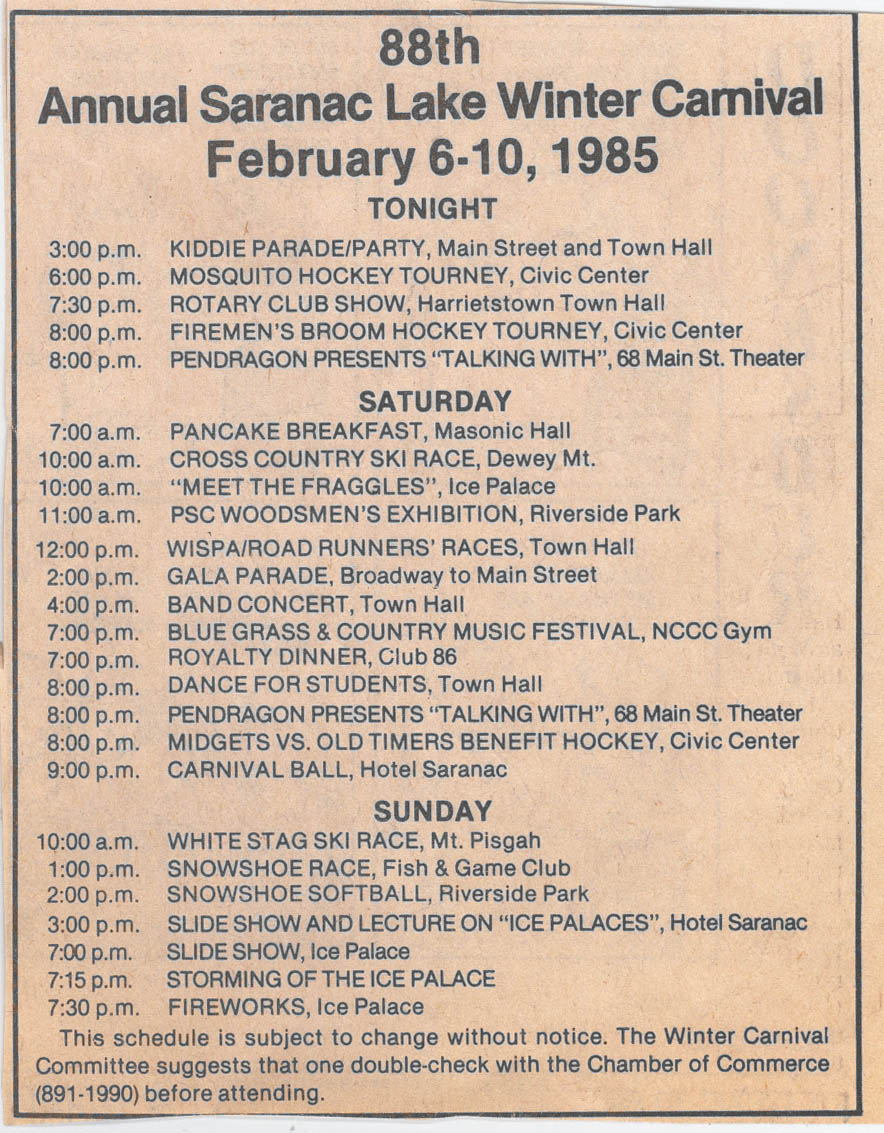 88th
Annual Saranac Lake Winter Carnival
February 6-10, 1985
TONIGHT
3:00 p.m. KIDDIE PARADE/PARTY, Main Street and Town Hall
6:00 p.m. MOSQUITO HOCKEY TOURNEY, Civic Center
7:30 p.m. ROTARY CLUB SHOW, Harrietstown Town Hall
8:00 p.m. FIREMEN'S BROOM HOCKEY TOURNEY, Civic Center
8:00 p.m. PENDRAGON PRESENTS "TALKING WITH", 68 Main St. Theater
SATURDAY
7:00 a.m. PANCAKE BREAKFAST, Masonic Hall
10:00 a.m. CROSS COUNTRY SKI RACE, Dewey Mt.
10:00 a.m. "MEET THE FRAGGLES", Ice Palace
11:00 a.m. PSC WOODSMEN'S EXHIBITION, Riverside Park
12:00 p.m. WISPA/ROAD RUNNERS' RACES, Town Hall
2:00 p.m. GALA PARADE, Broadway to Main Street
4:00 p.m. BAND CONCERT, Town Hall
7:00 p.m. BLUE GRASS & COUNTRY MUSIC FESTIVAL, NCCC Gym
7:00 p.m. ROYALTY DINNER, Club 86
8:00 p.m. DANCE FOR STUDENTS, Town Hall
8:00 p.m. PENDRAGON PRESENTS "TALKING WITH", 68 Main St. Theater
8:00 p.m. MIDGETS VS. OLD TIMERS BENEFIT HOCKEY, Civic Center
9:00 p.m. CARNIVAL BALL, Hotel Saranac
SUNDAY
10:00 a.m. WHITE STAG SKI RACE, Mt. Pisgah
1:00 p.m. SNOWSHOE RACE, Fish & Game Club
2:00 p.m. SNOWSHOE SOFTBALL, Riverside Park
3:00 p.m. SLIDE SHOW AND LECTURE ON "ICE PALACES", Hotel Saranac
7:00 p.m. SLIDE SHOW, Ice Palace
7:15 p.m. STORMING OF THE ICE PALACE
7:30 p.m. FIREWORKS, Ice Palace
This schedule is subject to change without notice. The Winter Carnival
Committee suggests that one double-check with the Chamber of Commerce
(891-1990) before attending.